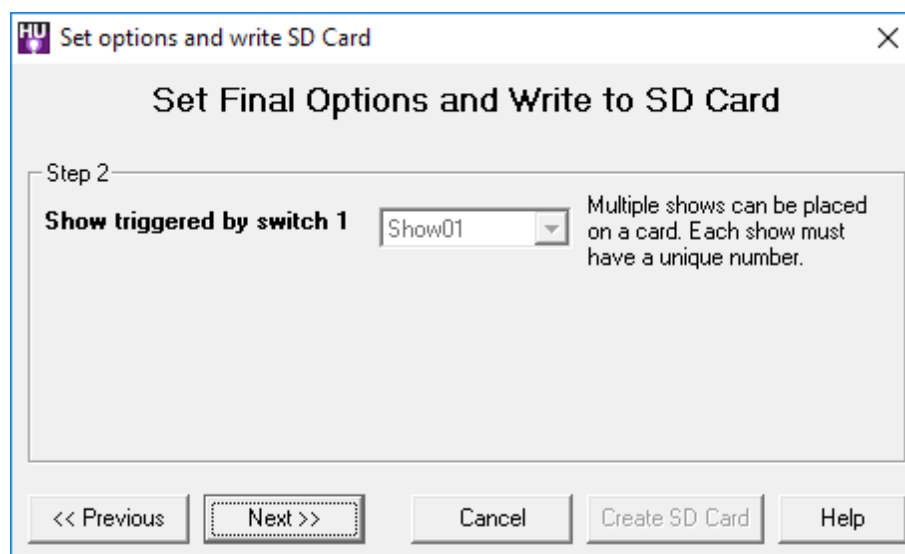 HU
Set options and write SD Card
Set Final Options and Write to SD Card
Step 2
Show triggered by switch 1
Show01
Multiple shows can be placed
on a card. Each show must
have a unique number.
<< Previous
Next >>
Cancel
Create SD Card
Help